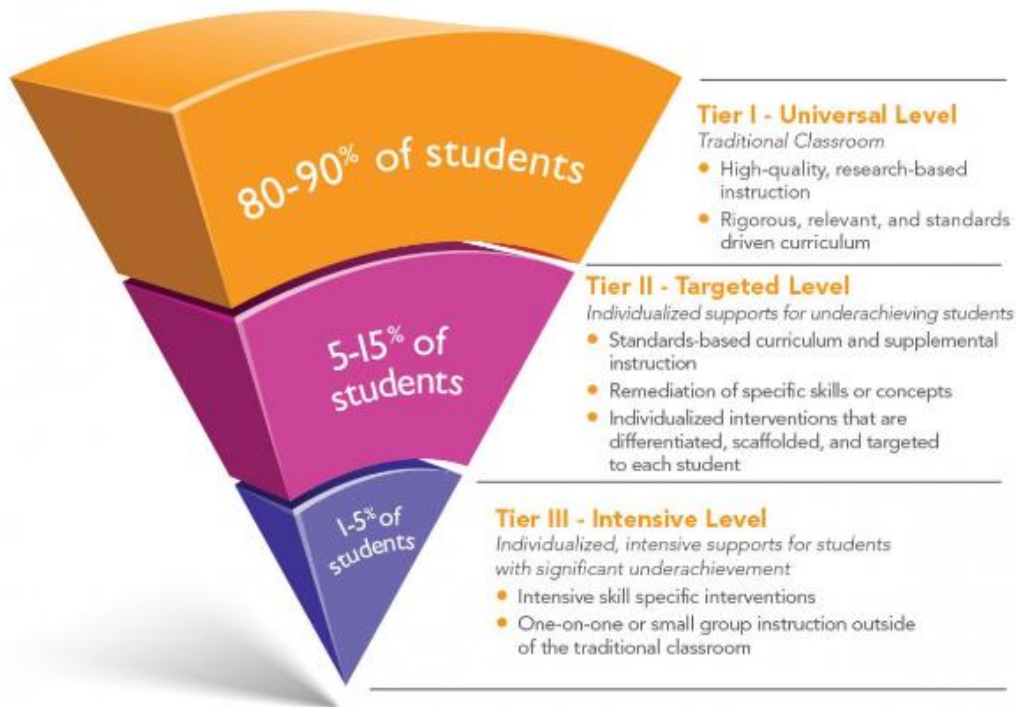 80-90% of students
Tier I - Universal Level
Traditional Classroom
• High-quality, research-based
instruction
• Rigorous, relevant, and standards
driven curriculum
5-15% of
students
Tier II - Targeted Level
Individualized supports for underachieving students
• Standards-based curriculum and supplemental
instruction
• Remediation of specific skills or concepts
• Individualized interventions that are
differentiated, scaffolded, and targeted
to each student
1-5% of
students
Tier III - Intensive Level
Individualized, intensive supports for students
with significant underachievement
• Intensive skill specific interventions
• One-on-one or small group instruction outside
of the traditional classroom